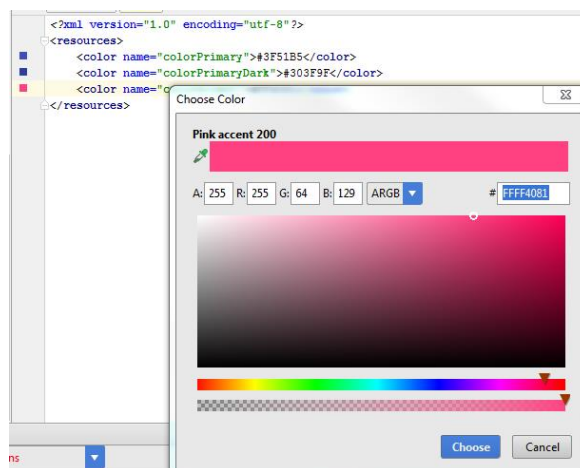 <?xml version="1.0" encoding="utf-8"?>
<resources>
<color name="colorPrimary">#3F51B5</color>
<color name="colorPrimaryDark">#303F9F</color>
<color name="c
</resources>
Choose Color
Pink accent 200
A: 255 R: 255 G: 64 B: 129 ARGB # FFFF4081
Choose Cancel
ns